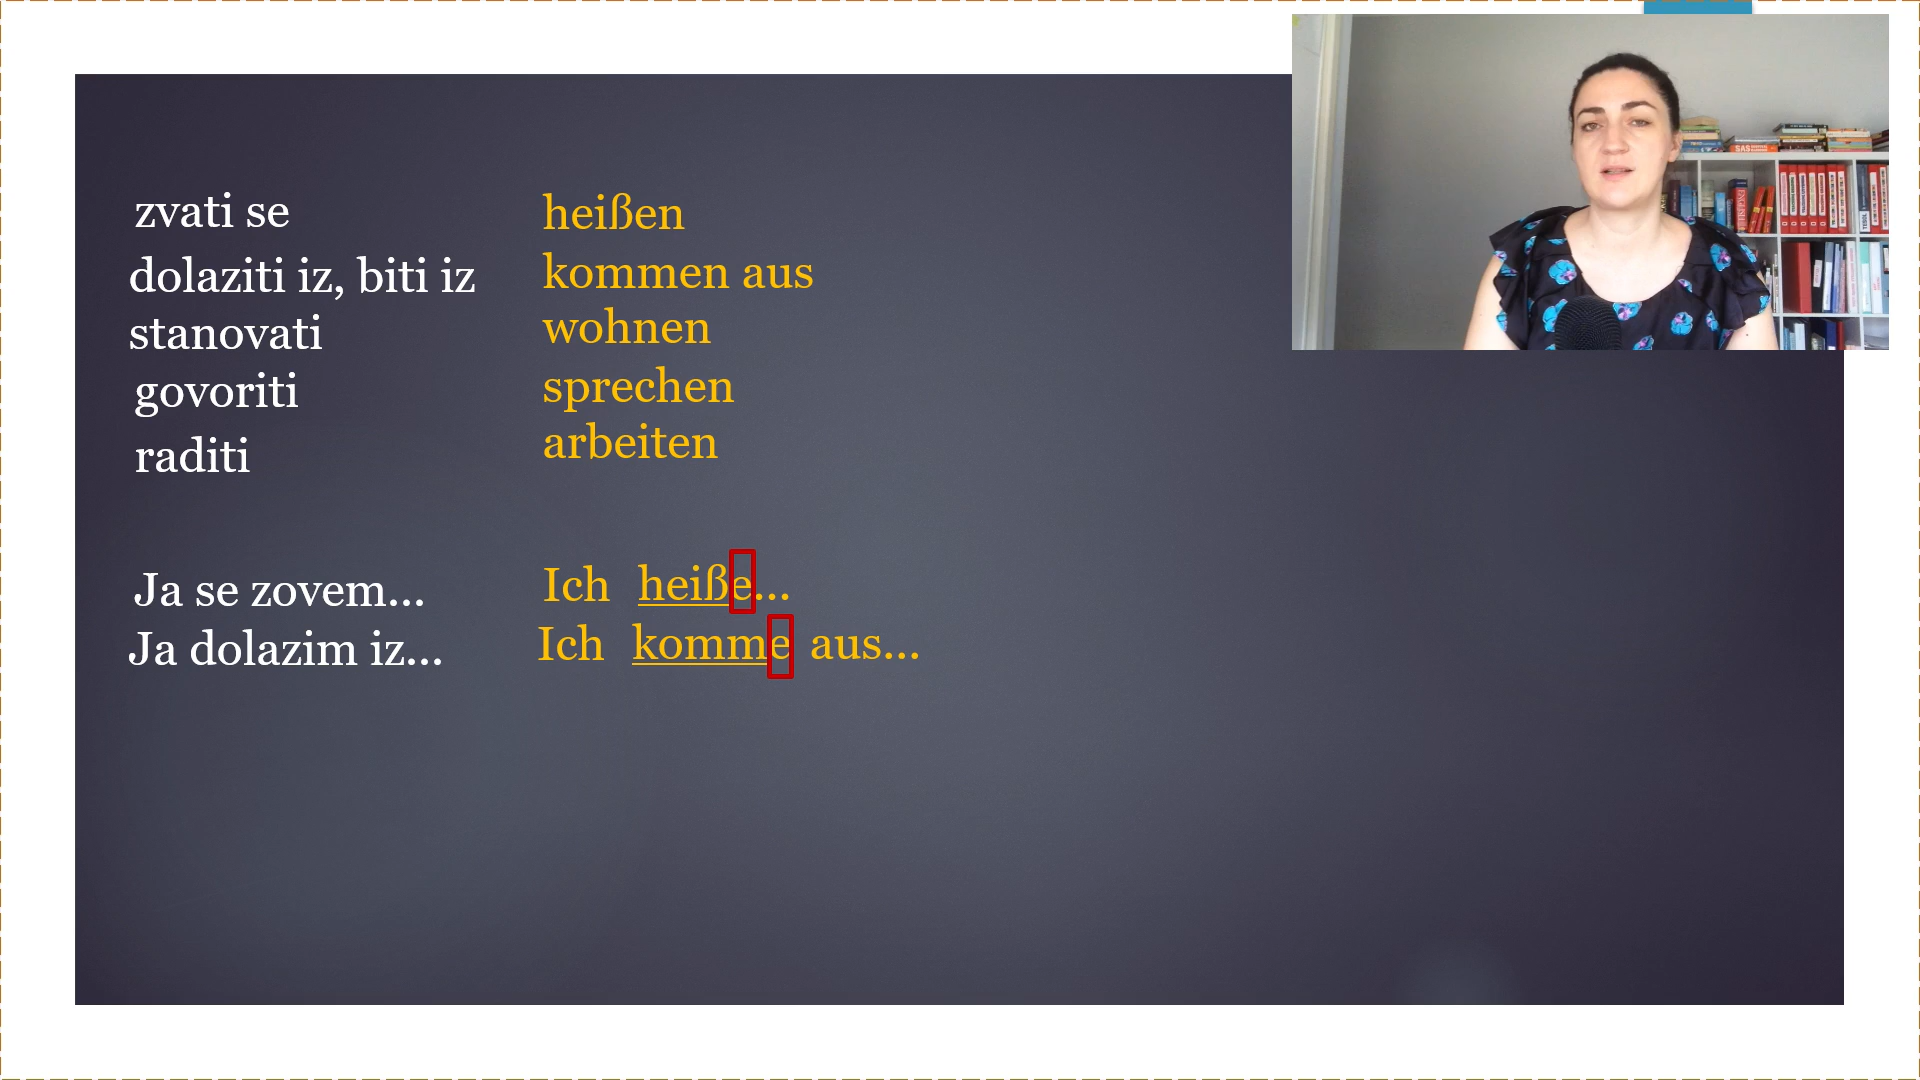 zvati se heißen
dolaziti iz, biti iz kommen aus
stanovati wohnen
govoriti sprechen
raditi arbeiten
Ja se zovem... Ich heiße...
Ja dolazim iz... Ich komme aus...
SAS